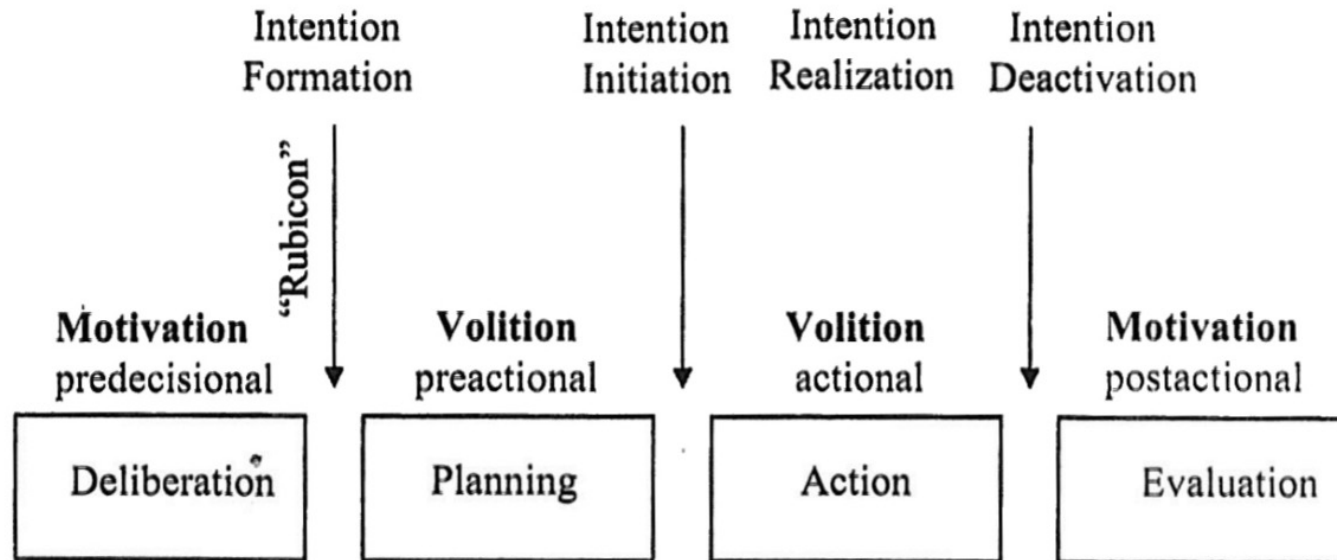 Intention
Formation
Intention
Initiation
Intention
Realization
Intention
Deactivation
“Rubicon”
Motivation
predecisional
Volition
preactional
Volition
actional
Motivation
postactional
Deliberation
Planning
Action
Evaluation